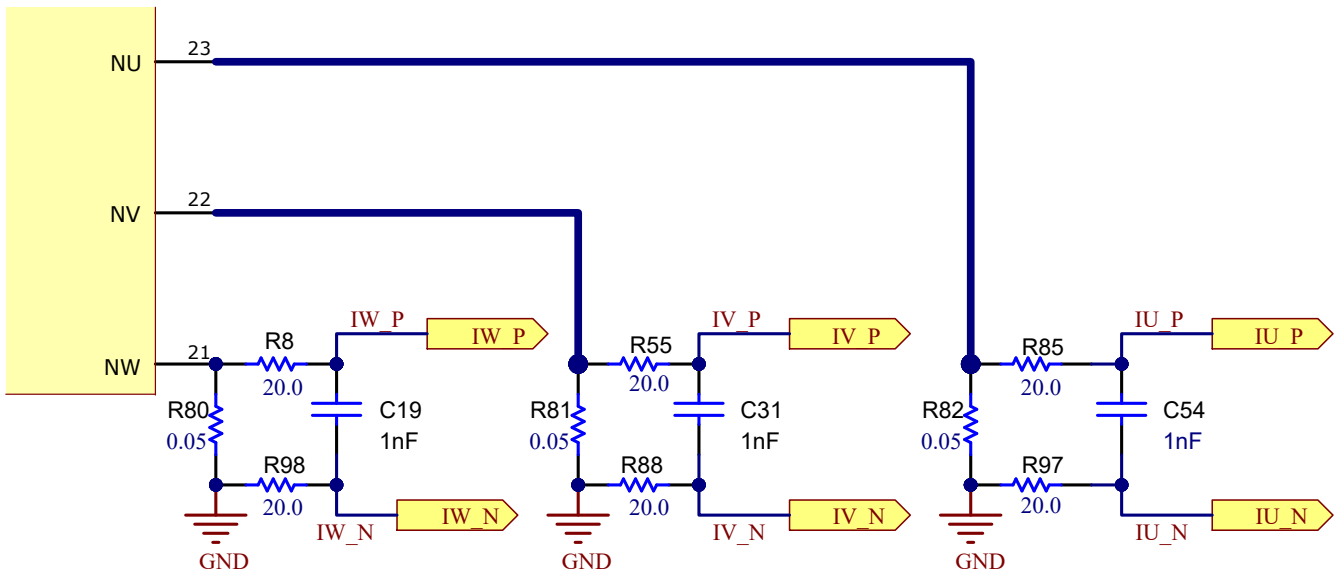 NU
23
NV
22
NW
21
R8
20.0
IW_P
IW_P
R55
20.0
IV_P
IV_P
R85
20.0
IU_P
IU_P
R80
0.05
C19
1nF
R81
0.05
C31
1nF
R82
0.05
C54
1nF
R98
20.0
IW_N
IW_N
R88
20.0
IV_N
IV_N
R97
20.0
IU_N
IU_N
GND
GND
GND